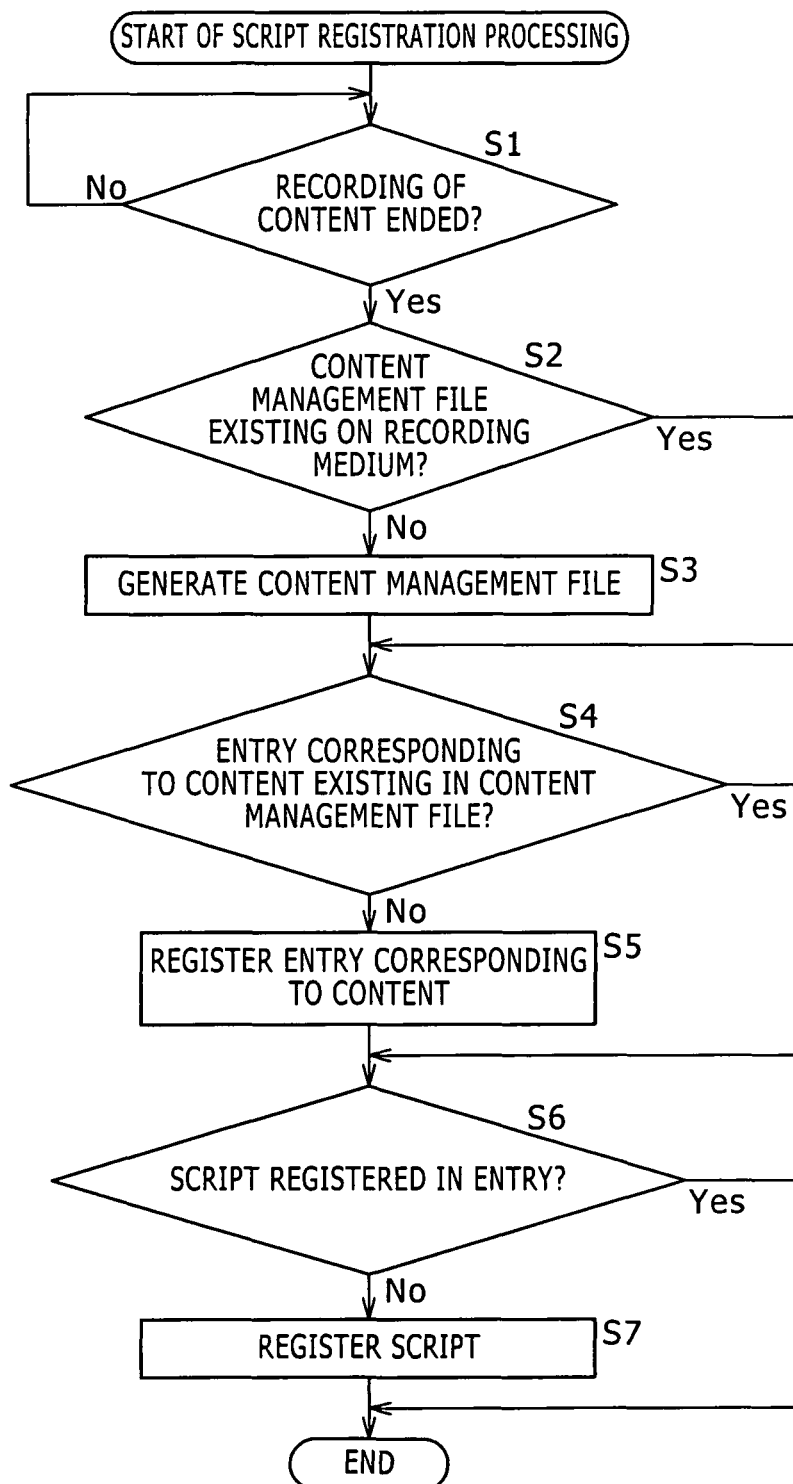 START OF SCRIPT REGISTRATION PROCESSING
S1
No
RECORDING OF
CONTENT ENDED?
Yes
S2
CONTENT
MANAGEMENT FILE
EXISTING ON RECORDING
MEDIUM?
Yes
No
GENERATE CONTENT MANAGEMENT FILE
S3
S4
ENTRY CORRESPONDING
TO CONTENT EXISTING IN CONTENT
MANAGEMENT FILE?
Yes
No
REGISTER ENTRY CORRESPONDING
TO CONTENT
S5
S6
SCRIPT REGISTERED IN ENTRY?
Yes
No
REGISTER SCRIPT
S7
END